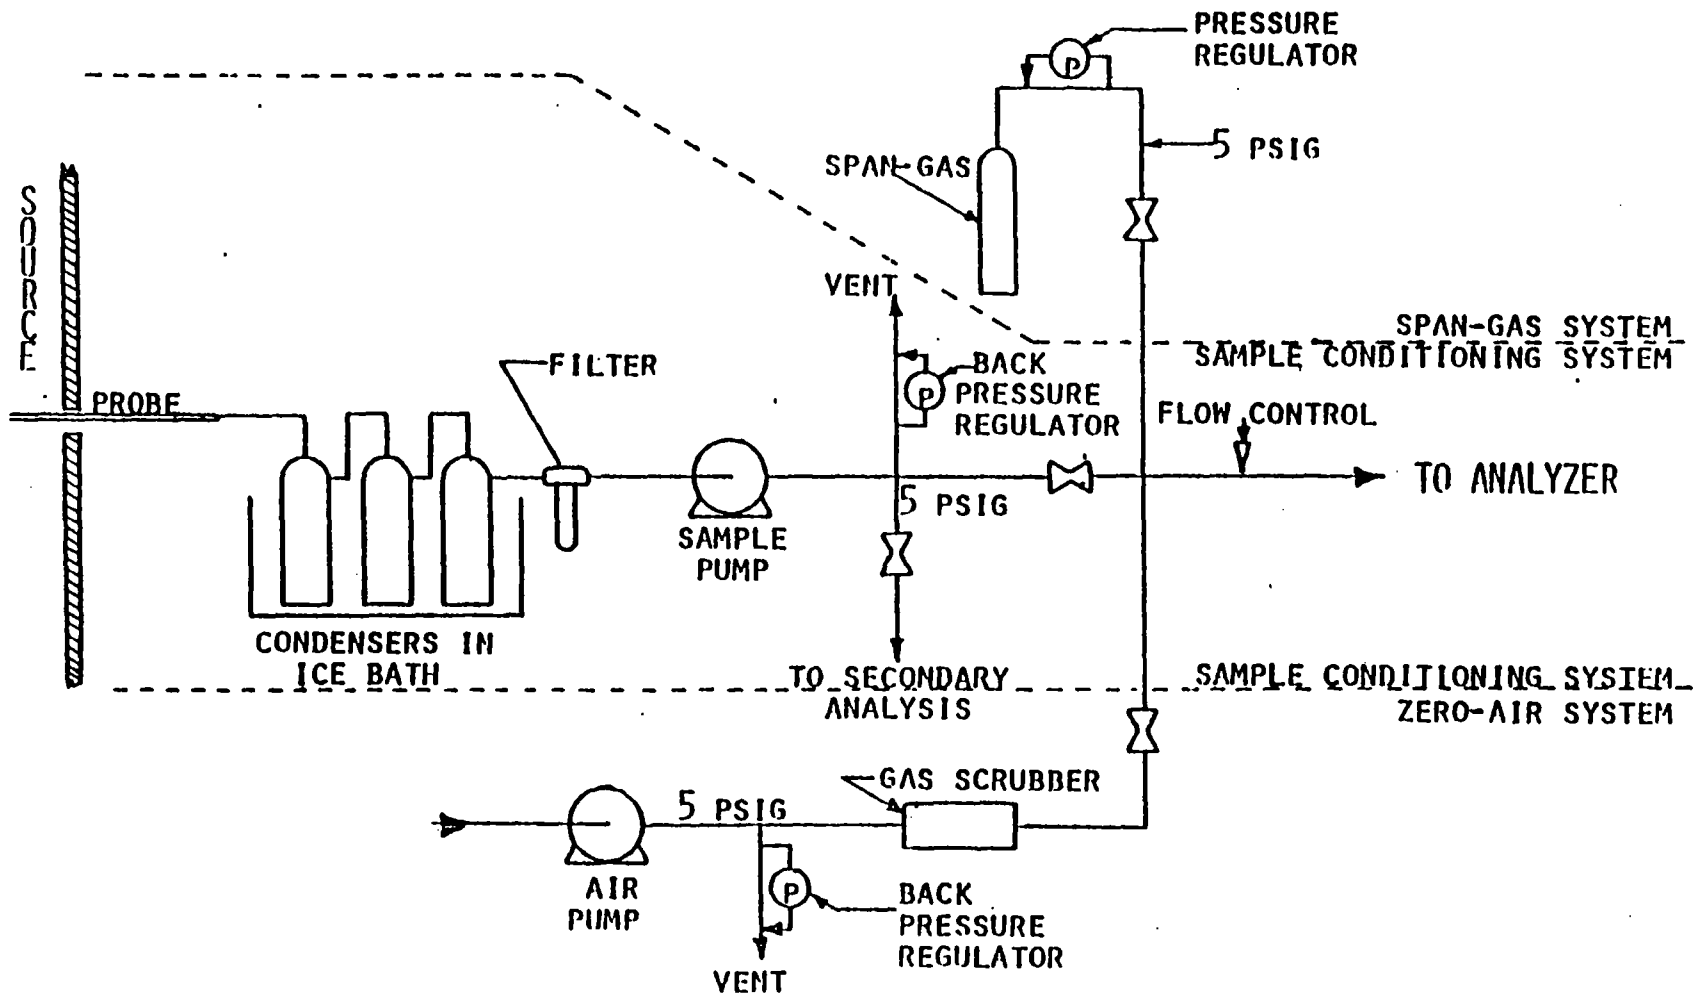 PRESSURE
REGULATOR
5 PSIG
SPAN-GAS
VENT
SPAN-GAS SYSTEM
SAMPLE CONDITIONING SYSTEM
SOURCE
FILTER
BACK
PRESSURE
REGULATOR
PROBE
FLOW CONTROL
TO ANALYZER
5 PSIG
SAMPLE
PUMP
CONDENSERS IN
ICE BATH
TO SECONDARY
ANALYSIS
SAMPLE CONDITIONING SYSTEM
ZERO-AIR SYSTEM
GAS SCRUBBER
5 PSIG
AIR
PUMP
BACK
PRESSURE
REGULATOR
VENT
P
P
P